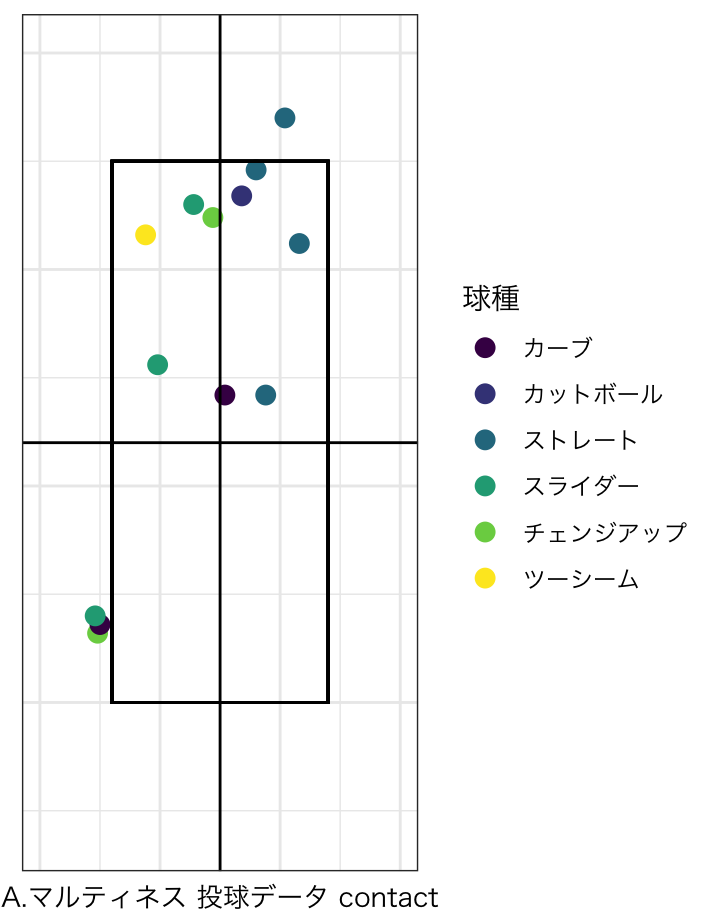 球種
カーブ
カットボール
ストレート
スライダー
チェンジアップ
ツーシーム
A.マルティネス 投球データ contact